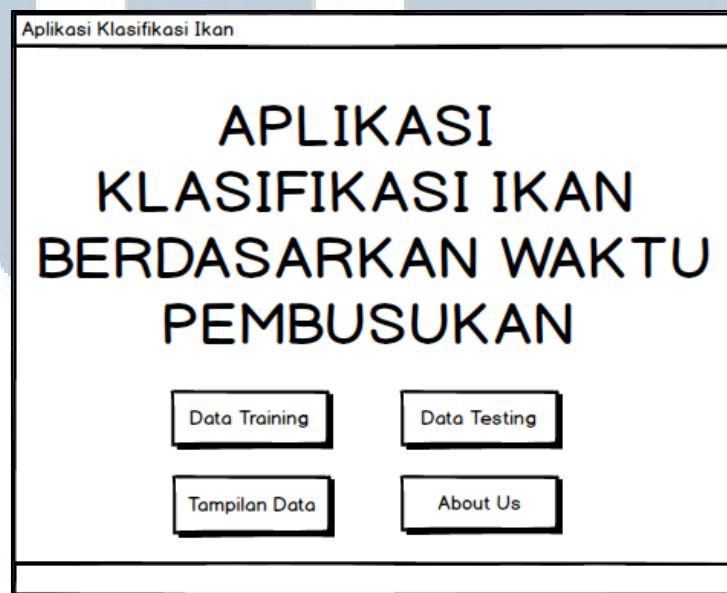 Aplikasi Klasifikasi Ikan
APLIKASI
KLASIFIKASI IKAN
BERDASARKAN WAKTU
PEMBUSUKAN
Data Training
Data Testing
Tampilan Data
About Us